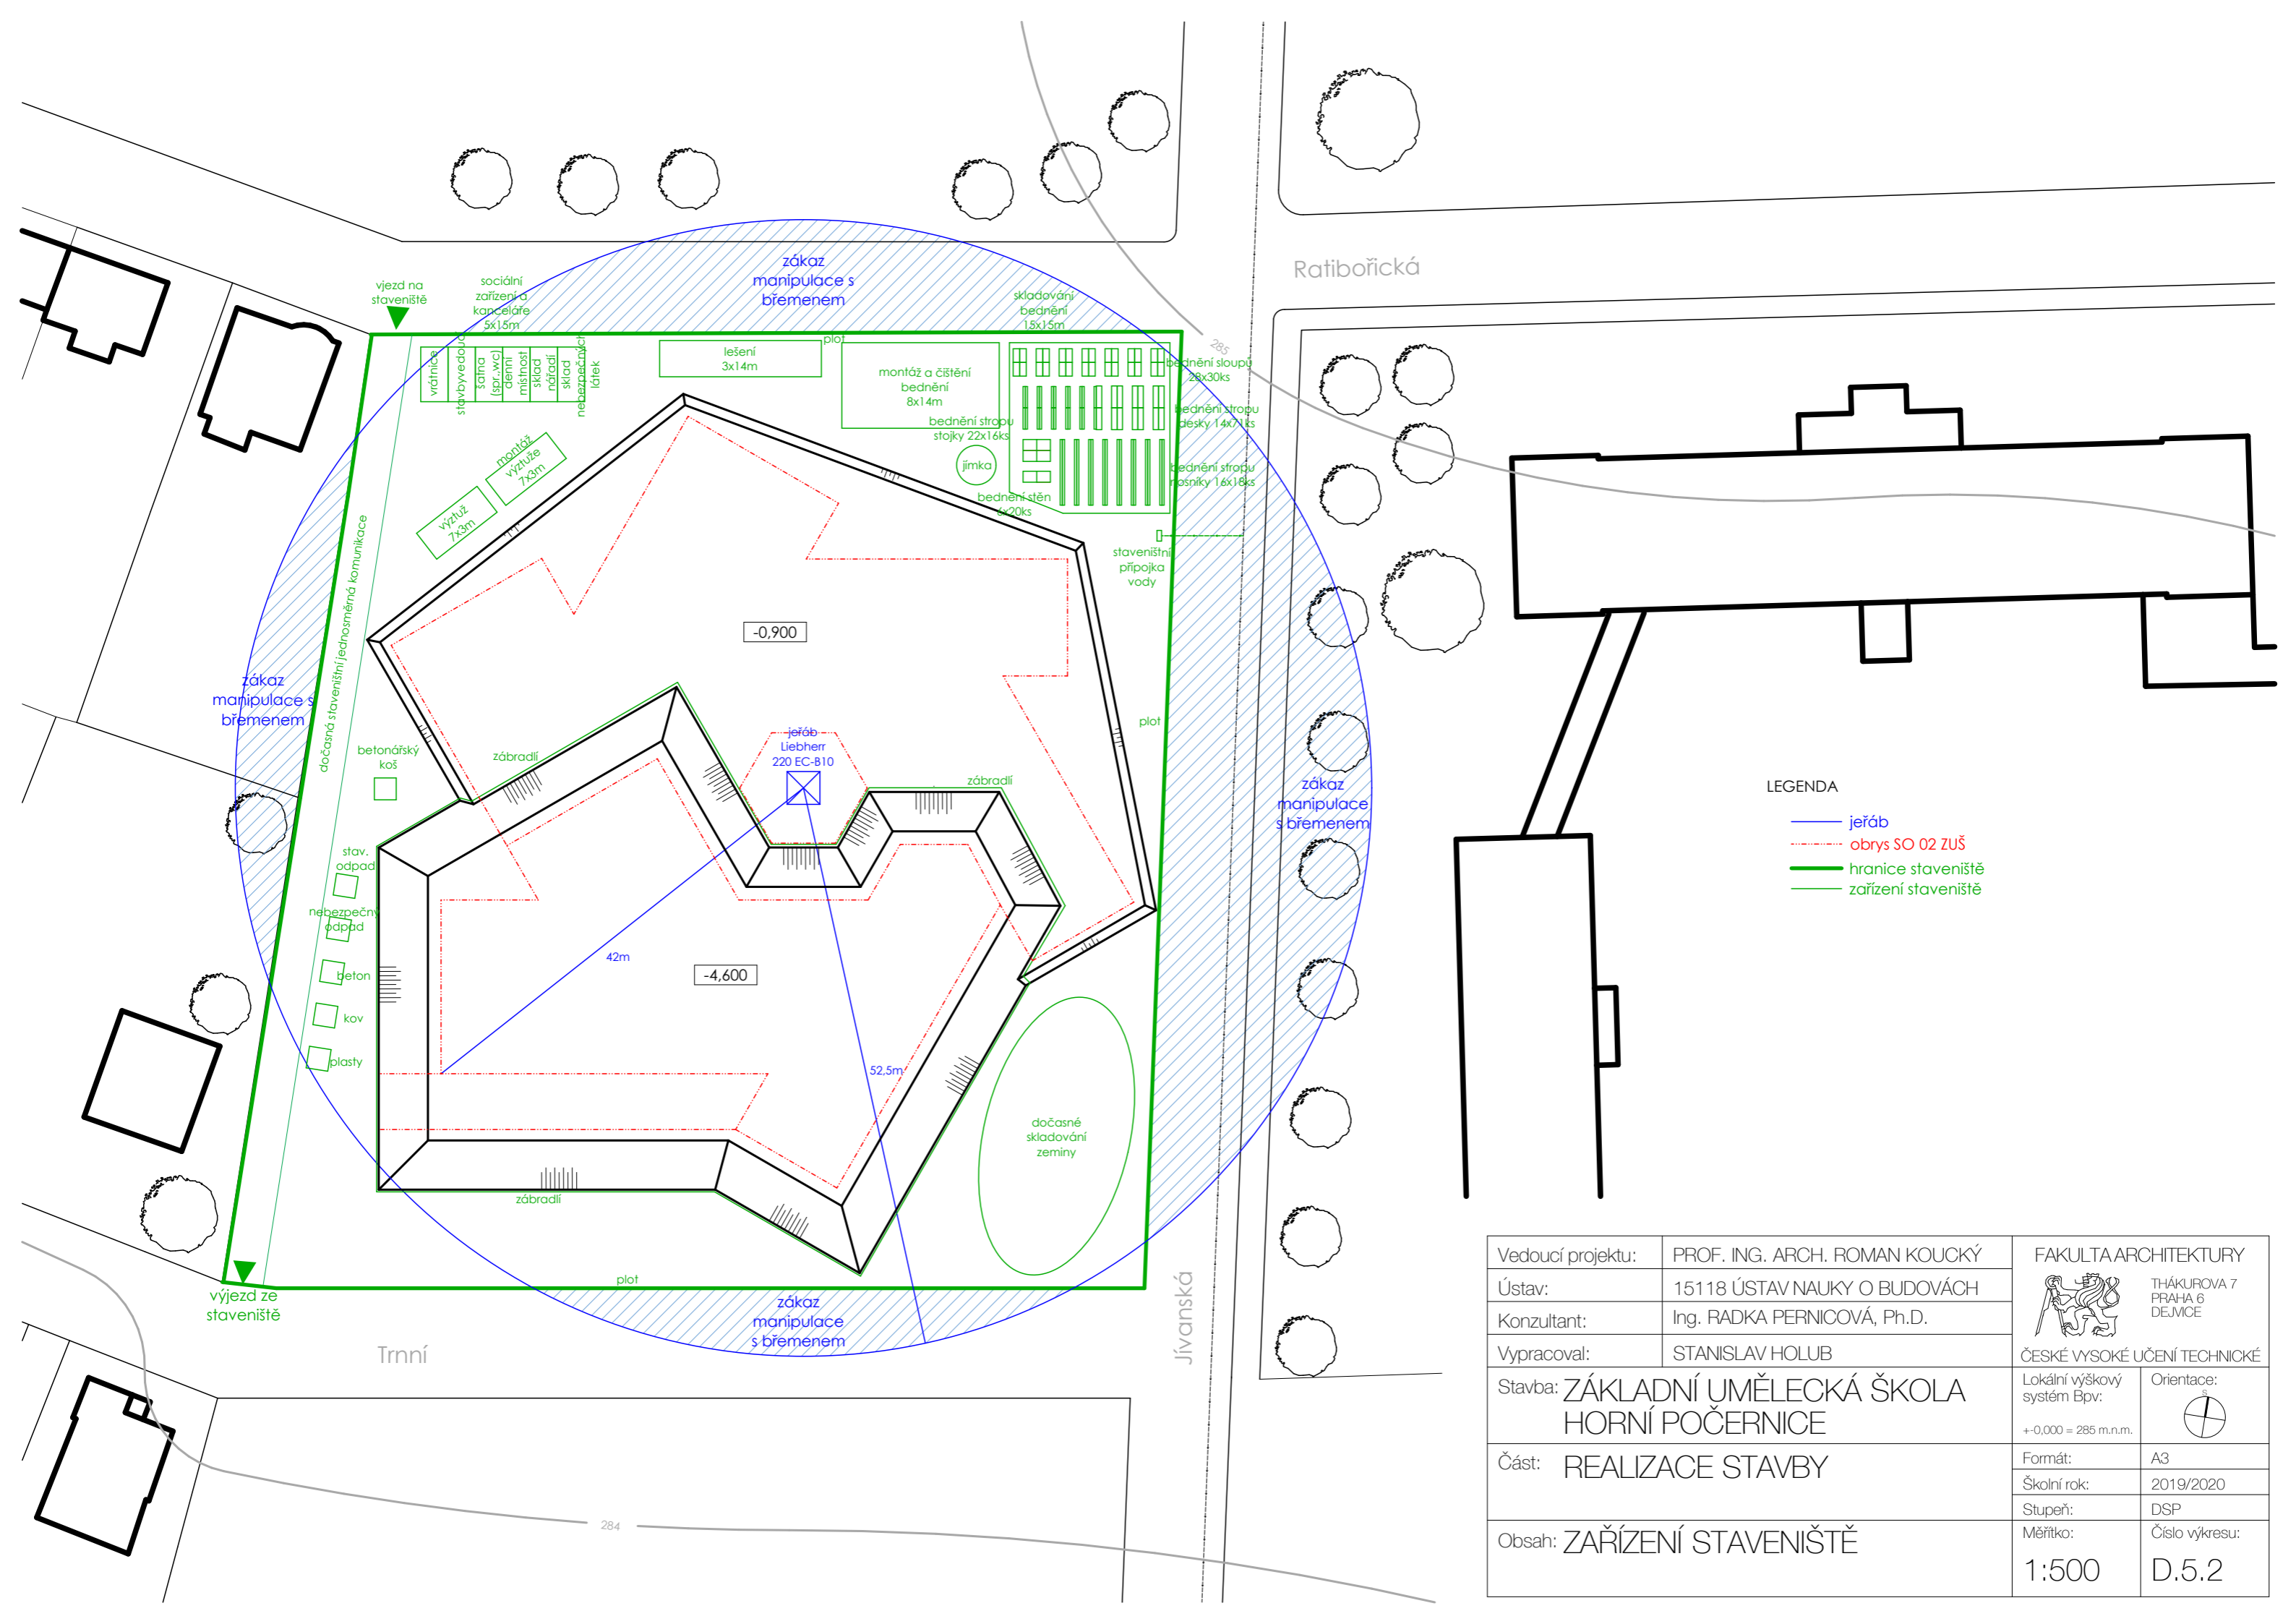 Ratibořická
zákaz
manipulace s
břemenem
vjezd na
staveniště
sociální
zařízení a
kanceláře
5x15m
skladování
bednění
15x15m
plot
285
vrátnice
stavbyvedoucí
šatna
(spr.,wc)
denní
místnost
sklad
nářadí
sklad
nebezpečných
látek
lešení
3x14m
montáž a čištění
bednění
8x14m
bednění sloupů
28x30ks
bednění stropu
desky 14x71ks
bednění stropu
stojky 22x16ks
jímka
bednění stropu
nosníky 16x18ks
bednění stěn
6x20ks
montáž
výztuže
7x3m
výztuž
7x3m
staveništní
přípojka
vody
dočasná staveništní jednosměrná komunikace
-0,900
zákaz
manipulace s
břemenem
plot
jeřáb
Liebherr
220 EC-B10
betonářský
koš
zábradlí
zábradlí
zákaz
manipulace
s břemenem
LEGENDA
jeřáb
obrys SO 02 ZUŠ
hranice staveniště
zařízení staveniště
stav.
odpad
nebezpečný
odpad
beton
kov
plasty
42m
-4,600
52,5m
dočasné
skladování
zeminy
zábradlí
plot
výjezd ze
staveniště
zákaz
manipulace
s břemenem
Trnní
Jívanská
284
Vedoucí projektu: PROF. ING. ARCH. ROMAN KOUCKÝ
Ústav: 15118 ÚSTAV NAUKY O BUDOVÁCH
Konzultant: Ing. RADKA PERNICOVÁ, Ph.D.
Vypracoval: STANISLAV HOLUB
FAKULTA ARCHITEKTURY
THÁKUROVA 7
PRAHA 6
DEJVICE
ČESKÉ VYSOKÉ UČENÍ TECHNICKÉ
Stavba: ZÁKLADNÍ UMĚLECKÁ ŠKOLA
HORNÍ POČERNICE
Lokální výškový
systém Bpv:
+-0,000 = 285 m.n.m.
Orientace:
S
Část: REALIZACE STAVBY
Formát: A3
Školní rok: 2019/2020
Stupeň: DSP
Obsah: ZAŘÍZENÍ STAVENIŠTĚ
Měřítko:
1:500
Číslo výkresu:
D.5.2